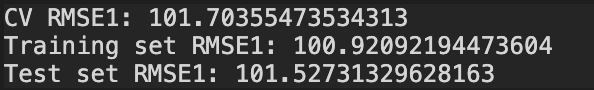 CV RMSE1: 101.70355473534313
Training set RMSE1: 100.92092194473604
Test set RMSE1: 101.52731329628163